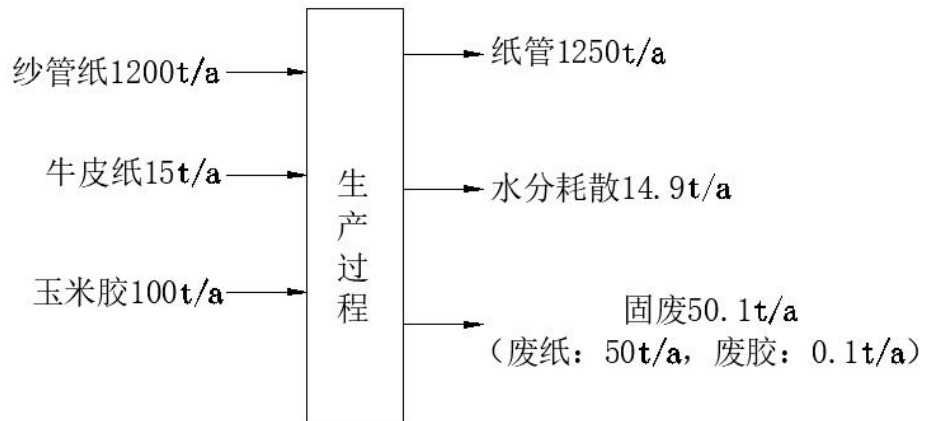 纱管纸1200t/a
牛皮纸15t/a
玉米胶100t/a
生
产
过
程
纸管1250t/a
水分耗散14.9t/a
固废50.1t/a
（废纸：50t/a，废胶：0.1t/a）